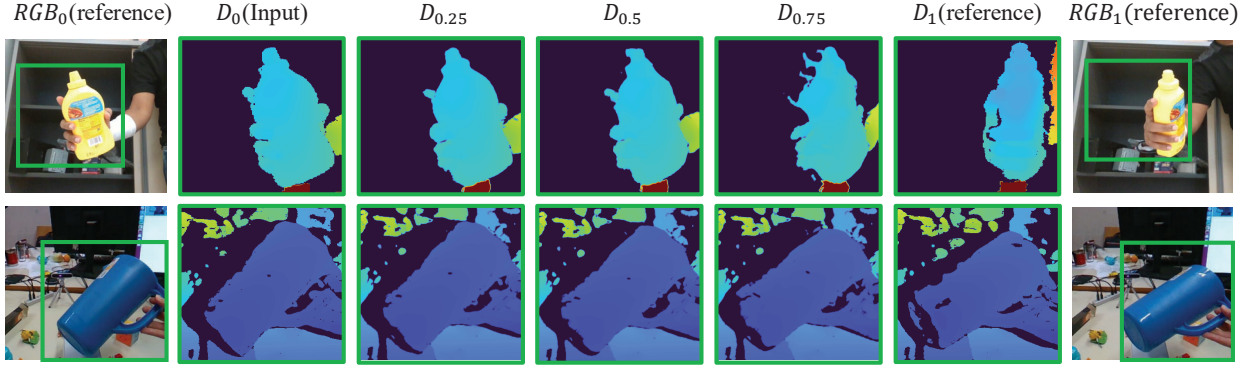 RGB₀(reference) D₀(Input) D₀.₂₅ D₀.₅ D₀.₇₅ D₁(reference) RGB₁(reference)